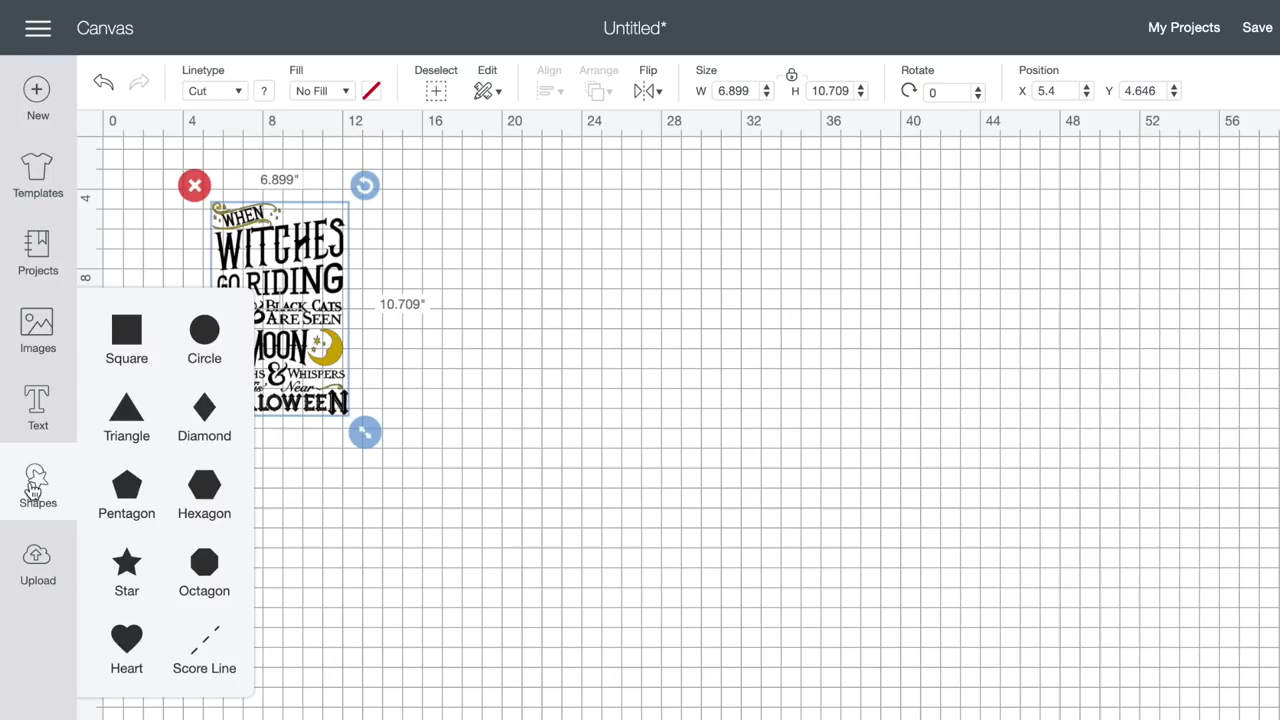 Canvas
Untitled*
My Projects
Save
Linetype
Fill
Deselect
Edit
Align
Arrange
Flip
Size
Rotate
Position
Cut
?
No Fill
W 6.899
H 10.709
0
X 5.4
Y 4.646
0 4 8 12 16 20 24 28 32 36 40 44 48 52 56
4
8
New
Templates
Projects
Images
Text
Shapes
Upload
6.899"
10.709"
WHEN
WITCHES
GO RIDING
& BLACK CATS
ARE SEEN
MOON
& WHISPERS
Near
LOWEEN
Square
Circle
Triangle
Diamond
Pentagon
Hexagon
Star
Octagon
Heart
Score Line